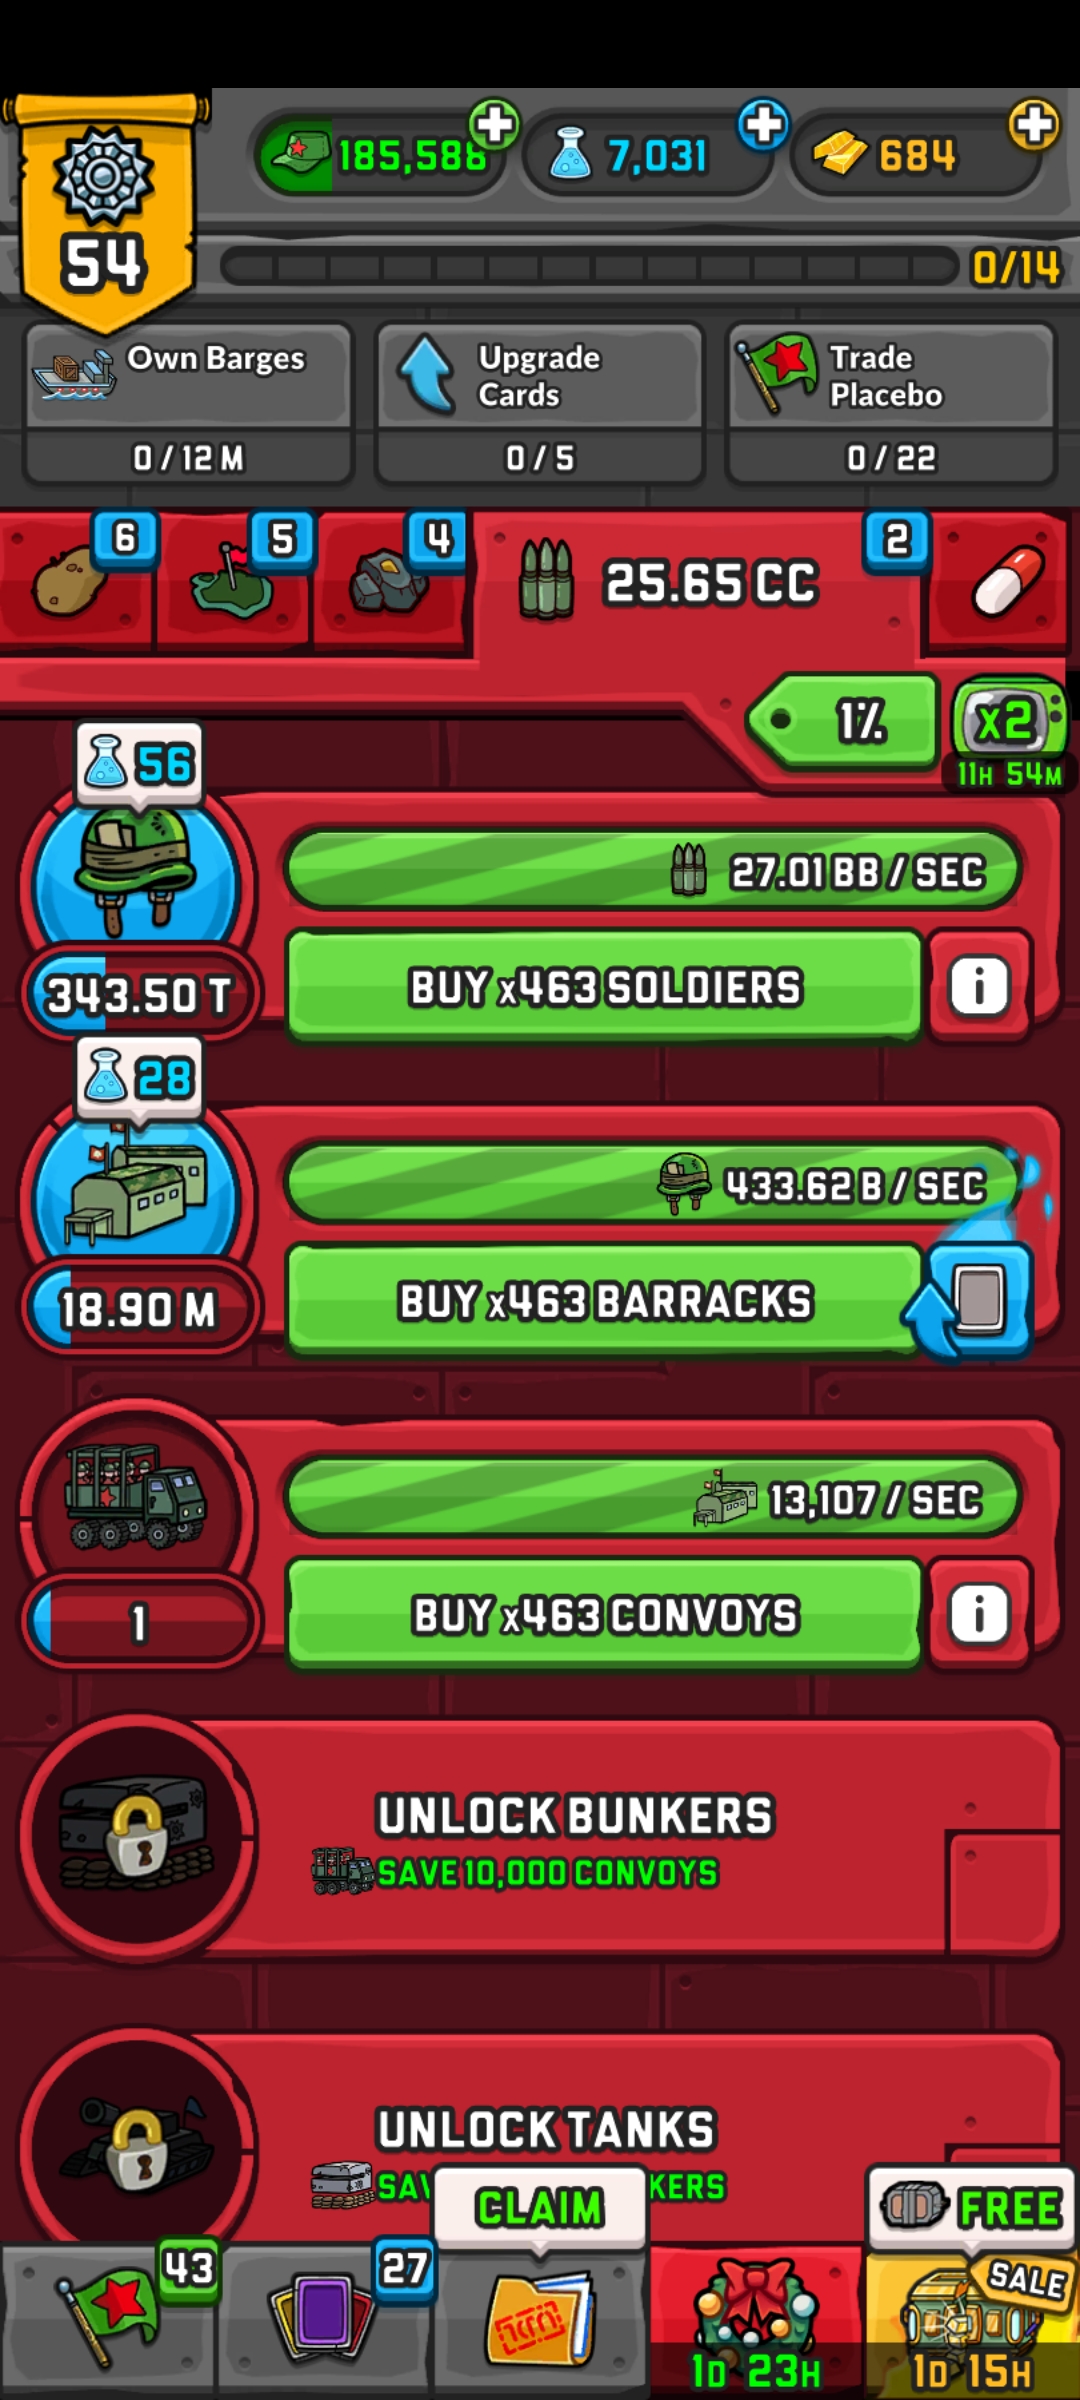 185,588
7,031
684
54
0/14
Own Barges
0 / 12 M
Upgrade
Cards
0 / 5
Trade
Placebo
0 / 22
6
5
4
25.65 CC
2
1%
x2
11H 54M
56
27.01 BB / SEC
343.50 T
BUY x463 SOLDIERS
i
28
433.62 B / SEC
18.90 M
BUY x463 BARRACKS
13,107 / SEC
1
BUY x463 CONVOYS
i
UNLOCK BUNKERS
SAVE 10,000 CONVOYS
UNLOCK TANKS
CLAIM
FREE
43
27
SALE
1D 23H
1D 15H